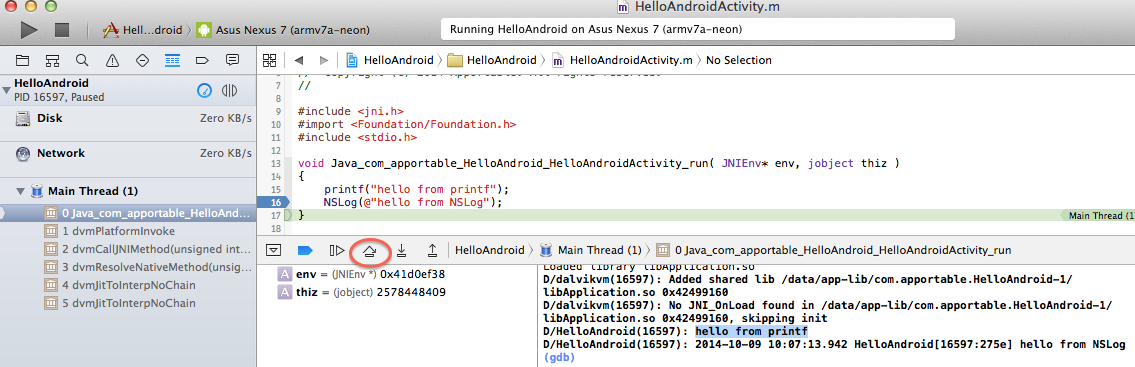 HelloAndroidActivity.m
Hell...droid Asus Nexus 7 (armv7a-neon)
Running HelloAndroid on Asus Nexus 7 (armv7a-neon)
HelloAndroid
PID 16597, Paused
Disk Zero KB/s
Network Zero KB/s
Main Thread (1)
0 Java_com_apportable_HelloAnd...
1 dvmPlatformInvoke
2 dvmCallJNIMethod(unsigned int...
3 dvmResolveNativeMethod(unsig...
4 dvmJitToInterpNoChain
5 dvmJitToInterpNoChain
HelloAndroid HelloAndroid HelloAndroidActivity.m No Selection
7 //
8
9 #include <jni.h>
10 #import <Foundation/Foundation.h>
11 #include <stdio.h>
12
13 void Java_com_apportable_HelloAndroid_HelloAndroidActivity_run( JNIEnv* env, jobject thiz )
14 {
15 printf("hello from printf");
16 NSLog(@"hello from NSLog");
17 } Main Thread (1)
18
HelloAndroid Main Thread (1) 0 Java_com_apportable_HelloAndroid_HelloAndroidActivity_run
A env = (JNIEnv *) 0x41d0ef38
A thiz = (jobject) 2578448409
Loaded library libApplication.so
D/dalvikvm(16597): Added shared lib /data/app-lib/com.apportable.HelloAndroid-1/
libApplication.so 0x42499160
D/dalvikvm(16597): No JNI_OnLoad found in /data/app-lib/com.apportable.HelloAndroid-1/
libApplication.so 0x42499160, skipping init
D/HelloAndroid(16597): hello from printf
D/HelloAndroid(16597): 2014-10-09 10:07:13.942 HelloAndroid[16597:275e] hello from NSLog
(gdb)